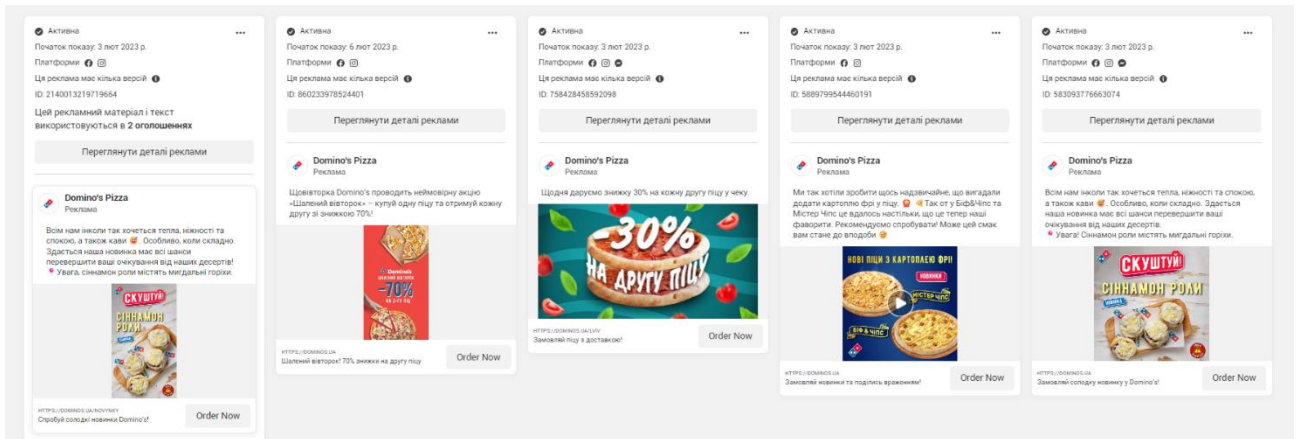 Активна
Початок показу: 3 лют 2023 р.
Платформи
Ця реклама має кілька версій
ID: 2140013219719664
Цей рекламний матеріал і текст
використовуються в 2 оголошеннях
Переглянути деталі реклами
Domino's Pizza
Реклама
Всім нам інколи так хочеться тепла, ніжності та
спокою, а також кави 🥰. Особливо, коли складно.
Здається наша новинка має всі шанси
перевершити ваші очікування від наших десертів!
📍 Увага, сіннамон роли містять мигдальні горіхи.
СКУШТУЙ!
СІННАМОН
РОЛИ
НОВИНКА
HTTPS://DOMINOS.UA/NOVYNKY
Спробуй солодкі новинки Domino's!
Order Now
Активна
Початок показу: 6 лют 2023 р.
Платформи
Ця реклама має кілька версій
ID: 860233978524401
Переглянути деталі реклами
Domino's Pizza
Реклама
Щовівторка Domino's проводить неймовірну акцію
«Шалений вівторок» – купуй одну піцу та отримуй кожну
другу зі знижкою 70%!
Domino's
ШАЛЕНИЙ ВІВТОРОК
-70%
НА 2-ГУ ПІЦУ
HTTPS://DOMINOS.UA
Шалений вівторок! 70% знижки на другу піцу
Order Now
Активна
Початок показу: 3 лют 2023 р.
Платформи
Ця реклама має кілька версій
ID: 758428458592098
Переглянути деталі реклами
Domino's Pizza
Реклама
Щодня даруємо знижку 30% на кожну другу піцу у чеку.
-30%
НА ДРУГУ ПІЦУ
HTTPS://DOMINOS.UA/LVIV
Замовляй піцу з доставкою!
Order Now
Активна
Початок показу: 3 лют 2023 р.
Платформи
Ця реклама має кілька версій
ID: 5889799544460191
Переглянути деталі реклами
Domino's Pizza
Реклама
Ми так хотіли зробити щось надзвичайне, що вигадали
додати картоплю фрі у піцу. Так от у Біф&Чіпс та
Містер Чіпс це вдалось настільки, що це тепер наші
фаворити. Рекомендуємо спробувати! Може цей смак
вам стане до вподоби
НОВІ ПІЦИ З КАРТОПЛЕЮ ФРІ!
НОВИНКИ
МІСТЕР ЧІПС
БІФ & ЧІПС
HTTPS://DOMINOS.UA
Замовляй новинки та поділись враженням!
Order Now
Активна
Початок показу: 3 лют 2023 р.
Платформи
Ця реклама має кілька версій
ID: 583093776663074
Переглянути деталі реклами
Domino's Pizza
Реклама
Всім нам інколи так хочеться тепла, ніжності та спокою,
а також кави 🥰. Особливо, коли складно. Здається
наша новинка має всі шанси перевершити ваші
очікування від наших десертів.
📍 Увага! Сіннамон роли містять мигдальні горіхи.
СКУШТУЙ!
СІННАМОН РОЛИ
НОВИНКА
HTTPS://DOMINOS.UA
Замовляй солодку новинку у Domino's!
Order Now